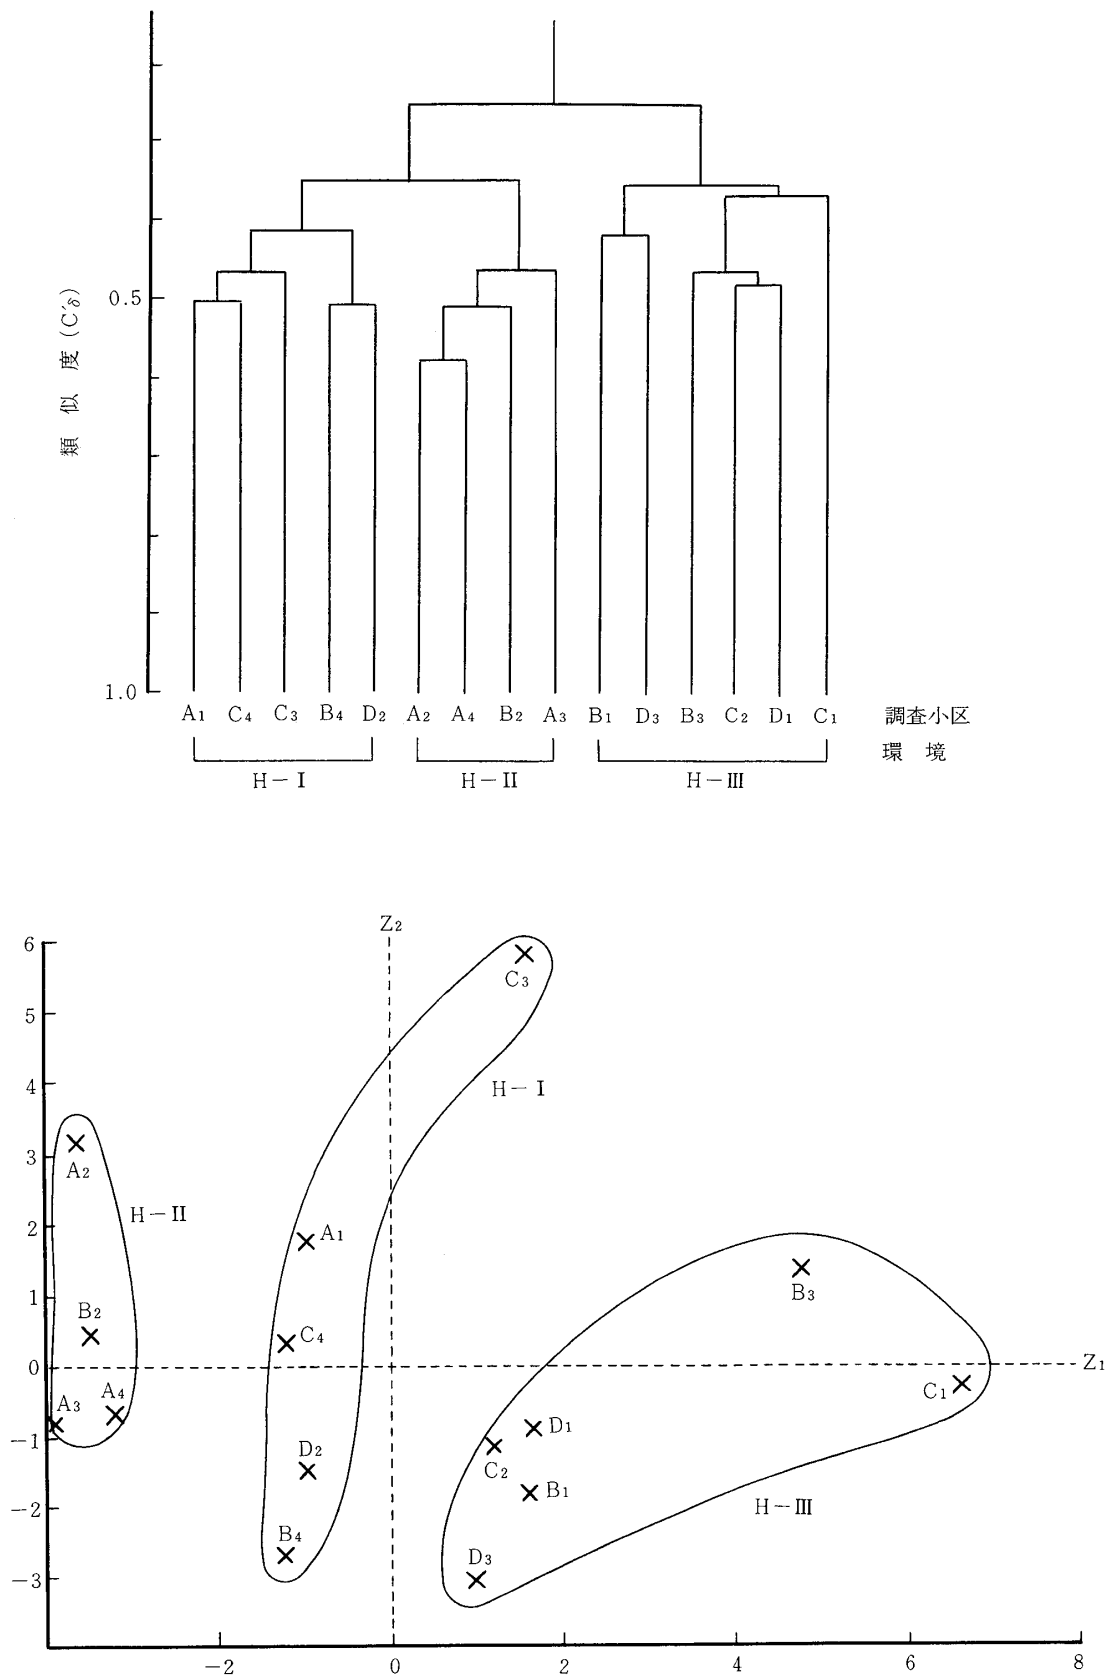 0.5
類似度(C'δ)
1.0
A1 C4 C3 B4 D2 A2 A4 B2 A3 B1 D3 B3 C2 D1 C1 調査小区
環境
H−I H−II H−III
Z2
6
C3
5
4
H−I
3
A2
H−II
2
A1
1
B2
B3
C4
0
Z1
A3 A4
C1
D1
−1
D2
C2
B1
−2
H−III
B4
D3
−3
−2 0 2 4 6 8